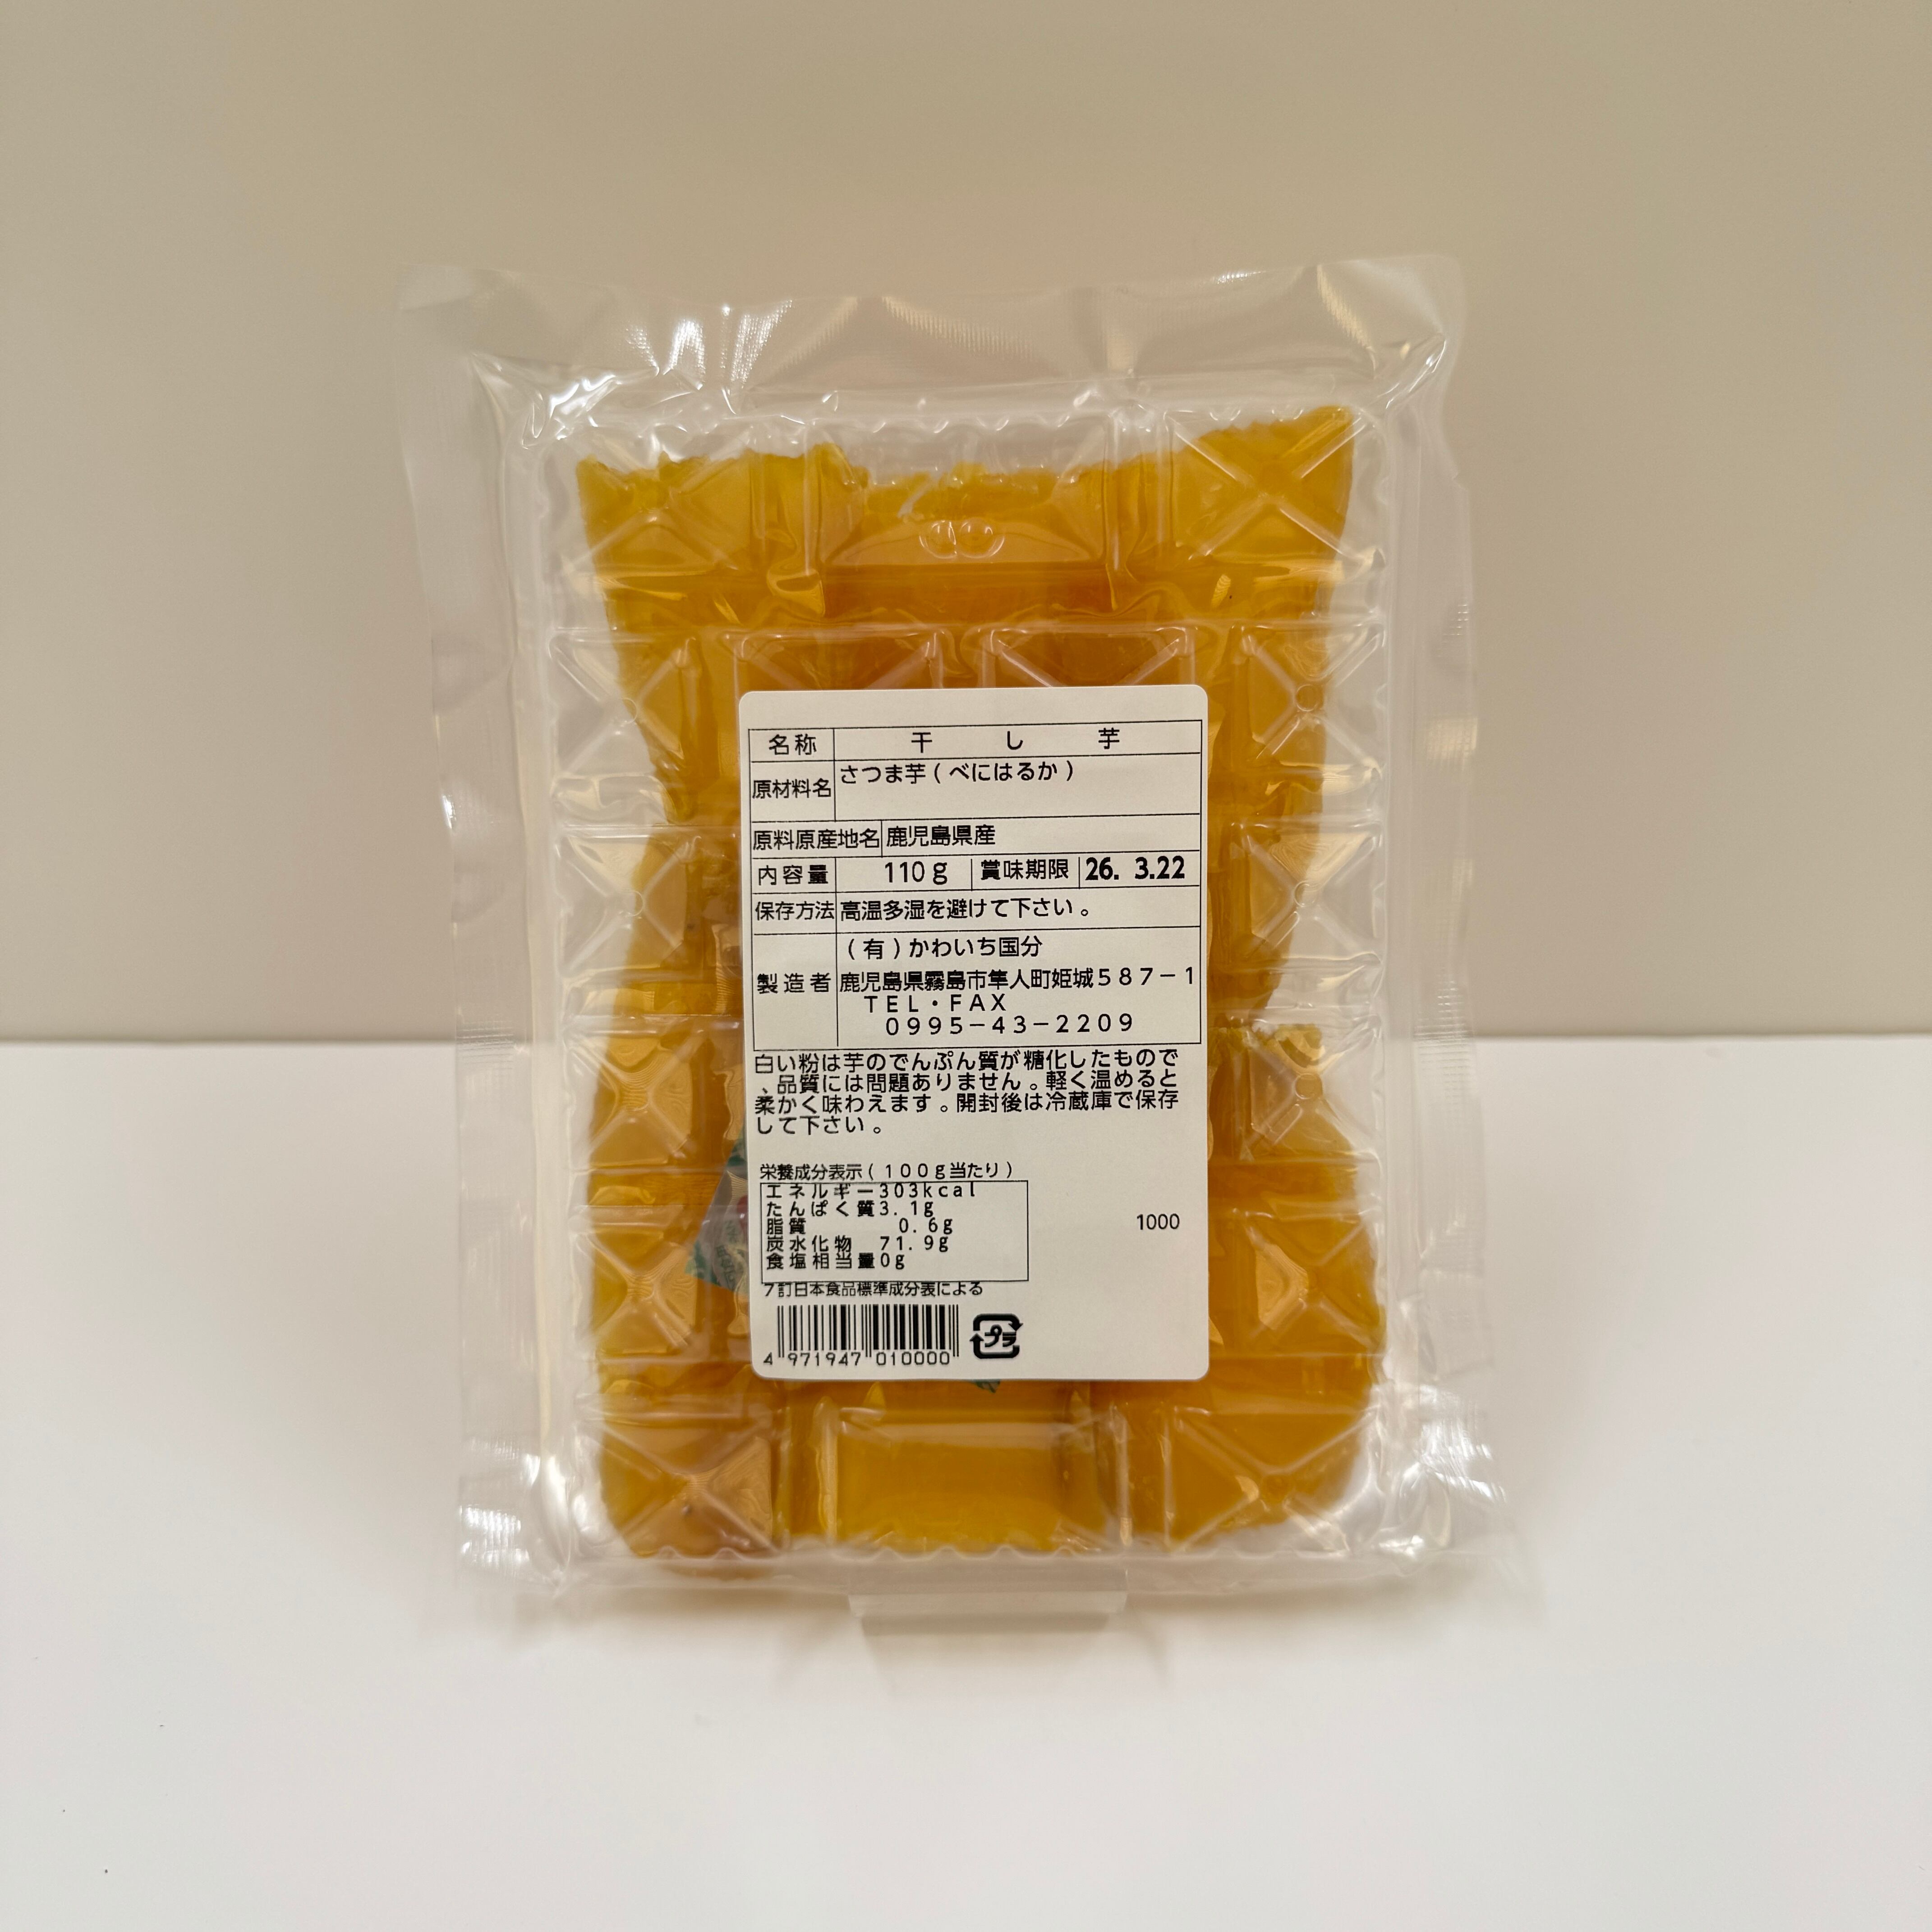 名称 干し芋
原材料名 さつま芋(べにはるか)
原料原産地名 鹿児島県産
内容量 110g 賞味期限 26. 3.22
保存方法 高温多湿を避けて下さい。
(有)かわいち国分
製造者 鹿児島県霧島市隼人町姫城587-1
TEL・FAX
0995-43-2209
白い粉は芋のでんぷん質が糖化したもので
、品質には問題ありません。軽く温めると
柔かく味わえます。開封後は冷蔵庫で保存
して下さい。
栄養成分表示(100g当たり)
エネルギー303kcal
たんぱく質3.1g
脂質 0.6g
炭水化物 71.9g
食塩相当量0g
1000
7訂日本食品標準成分表による
4 971947 010000
プラ